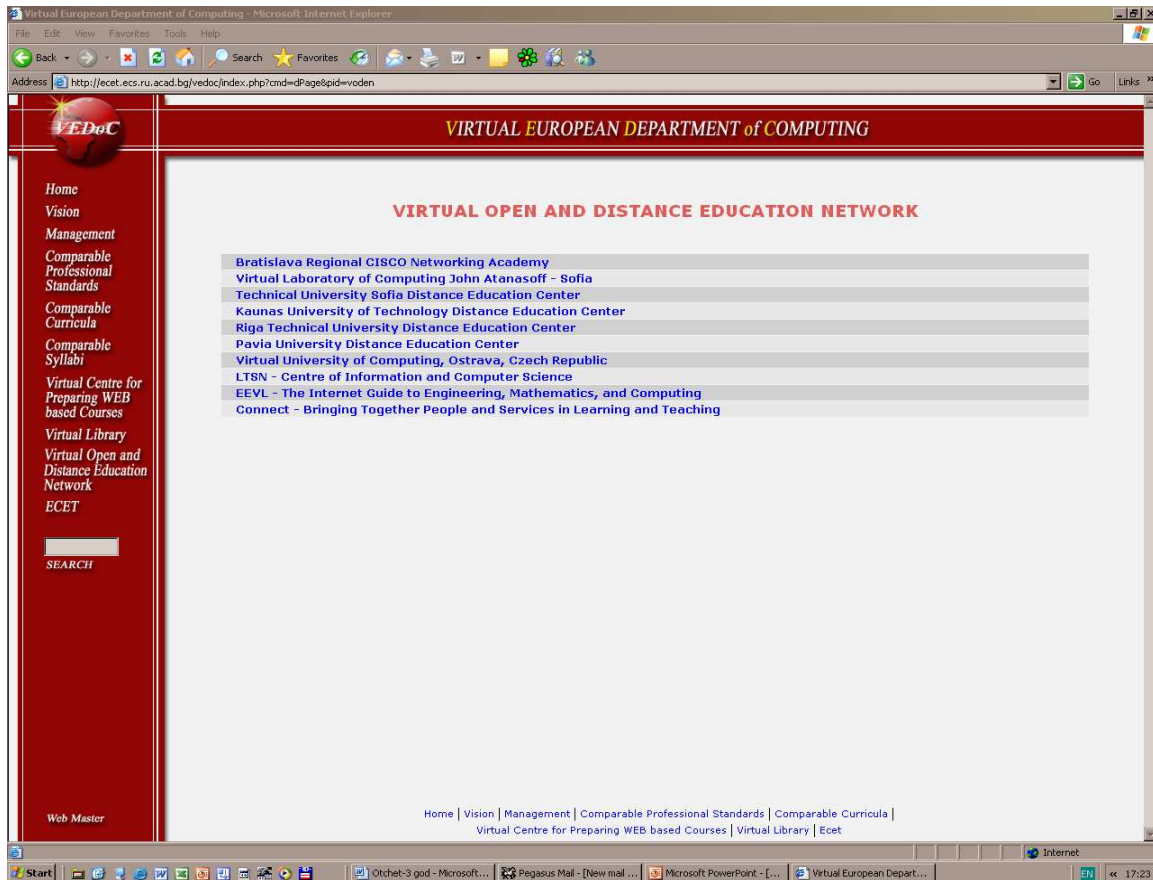 Virtual European Department of Computing - Microsoft Internet Explorer
File Edit View Favorites Tools Help
Back Search Favorites
Address http://ecet.ecs.ru.acad.bg/vedoc/index.php?cmd=dPage&pid=voden Go Links »
VEDoC
VIRTUAL EUROPEAN DEPARTMENT of COMPUTING
Home
Vision
Management
Comparable
Professional
Standards
Comparable
Curricula
Comparable
Syllabi
Virtual Centre for
Preparing WEB
based Courses
Virtual Library
Virtual Open and
Distance Education
Network
ECET
SEARCH
Web Master
VIRTUAL OPEN AND DISTANCE EDUCATION NETWORK
Bratislava Regional CISCO Networking Academy
Virtual Laboratory of Computing John Atanasoff - Sofia
Technical University Sofia Distance Education Center
Kaunas University of Technology Distance Education Center
Riga Technical University Distance Education Center
Pavia University Distance Education Center
Virtual University of Computing, Ostrava, Czech Republic
LTSN - Centre of Information and Computer Science
EEVL - The Internet Guide to Engineering, Mathematics, and Computing
Connect - Bringing Together People and Services in Learning and Teaching
Home | Vision | Management | Comparable Professional Standards | Comparable Curricula |
Virtual Centre for Preparing WEB based Courses | Virtual Library | Ecet
Internet
Start Otchet-3 god - Microsoft... Pegasus Mail - [New mail ... Microsoft PowerPoint - [... Virtual European Depart... EN « 17:23